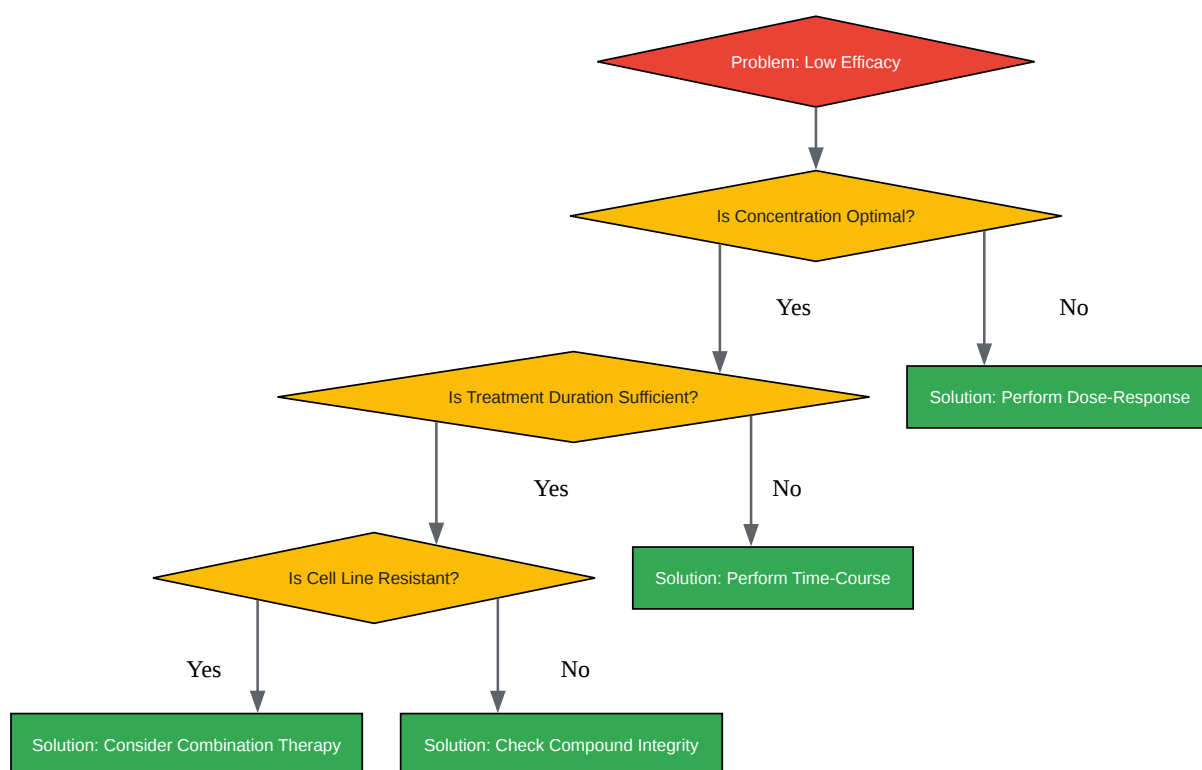 Problem: Low Efficacy
Is Concentration Optimal?
Yes
No
Is Treatment Duration Sufficient?
Solution: Perform Dose-Response
Yes
No
Is Cell Line Resistant?
Solution: Perform Time-Course
Yes
No
Solution: Consider Combination Therapy
Solution: Check Compound Integrity